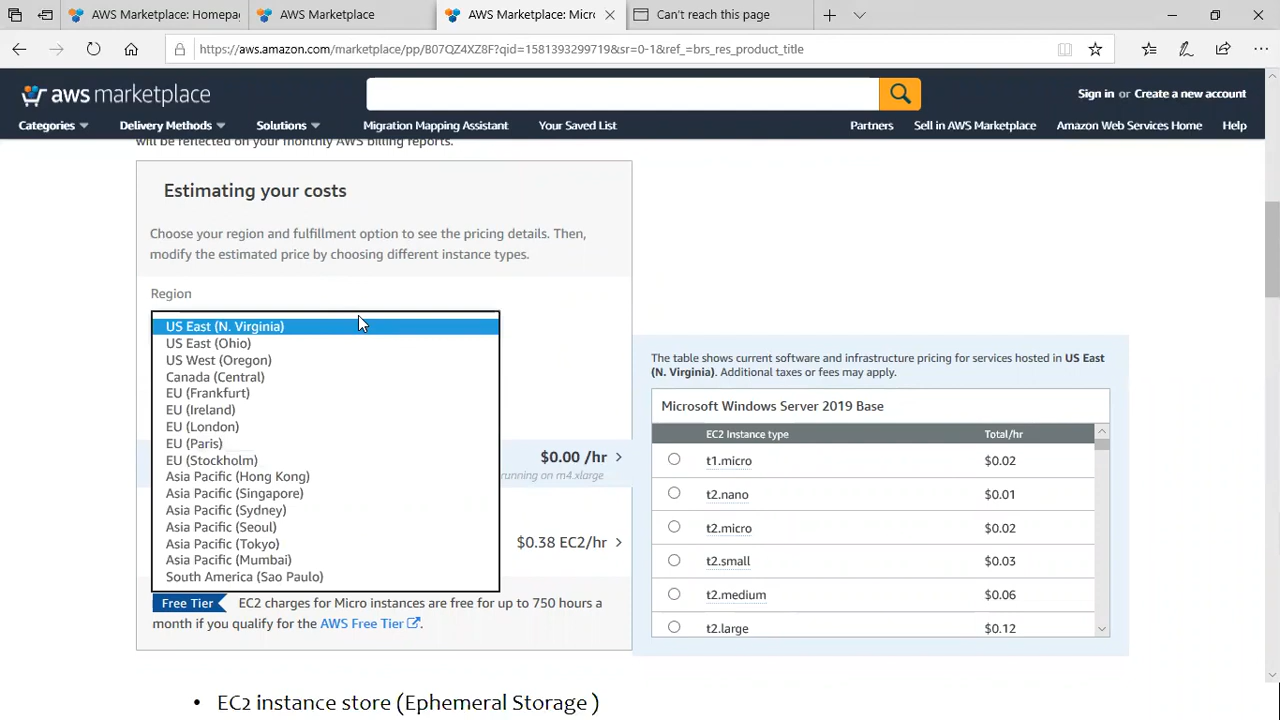 AWS Marketplace: Homepa
AWS Marketplace
AWS Marketplace: Micro
Can't reach this page
https://aws.amazon.com/marketplace/pp/B07QZ4XZ8F?qid=1581393299719&sr=0-1&ref_=brs_res_product_title
aws marketplace
Sign in or Create a new account
Categories
Delivery Methods
Solutions
Migration Mapping Assistant
Your Saved List
Partners
Sell in AWS Marketplace
Amazon Web Services Home
Help
will be reflected on your monthly AWS billing reports.
Estimating your costs
Choose your region and fulfillment option to see the pricing details. Then,
modify the estimated price by choosing different instance types.
Region
US East (N. Virginia)
US East (Ohio)
US West (Oregon)
Canada (Central)
EU (Frankfurt)
EU (Ireland)
EU (London)
EU (Paris)
EU (Stockholm)
Asia Pacific (Hong Kong)
Asia Pacific (Singapore)
Asia Pacific (Sydney)
Asia Pacific (Seoul)
Asia Pacific (Tokyo)
Asia Pacific (Mumbai)
South America (Sao Paulo)
$0.00 /hr
running on m4.xlarge
$0.38 EC2/hr
Free Tier EC2 charges for Micro instances are free for up to 750 hours a
month if you qualify for the AWS Free Tier.
The table shows current software and infrastructure pricing for services hosted in US East
(N. Virginia). Additional taxes or fees may apply.
Microsoft Windows Server 2019 Base
EC2 Instance type Total/hr
t1.micro $0.02
t2.nano $0.01
t2.micro $0.02
t2.small $0.03
t2.medium $0.06
t2.large $0.12
• EC2 instance store (Ephemeral Storage )